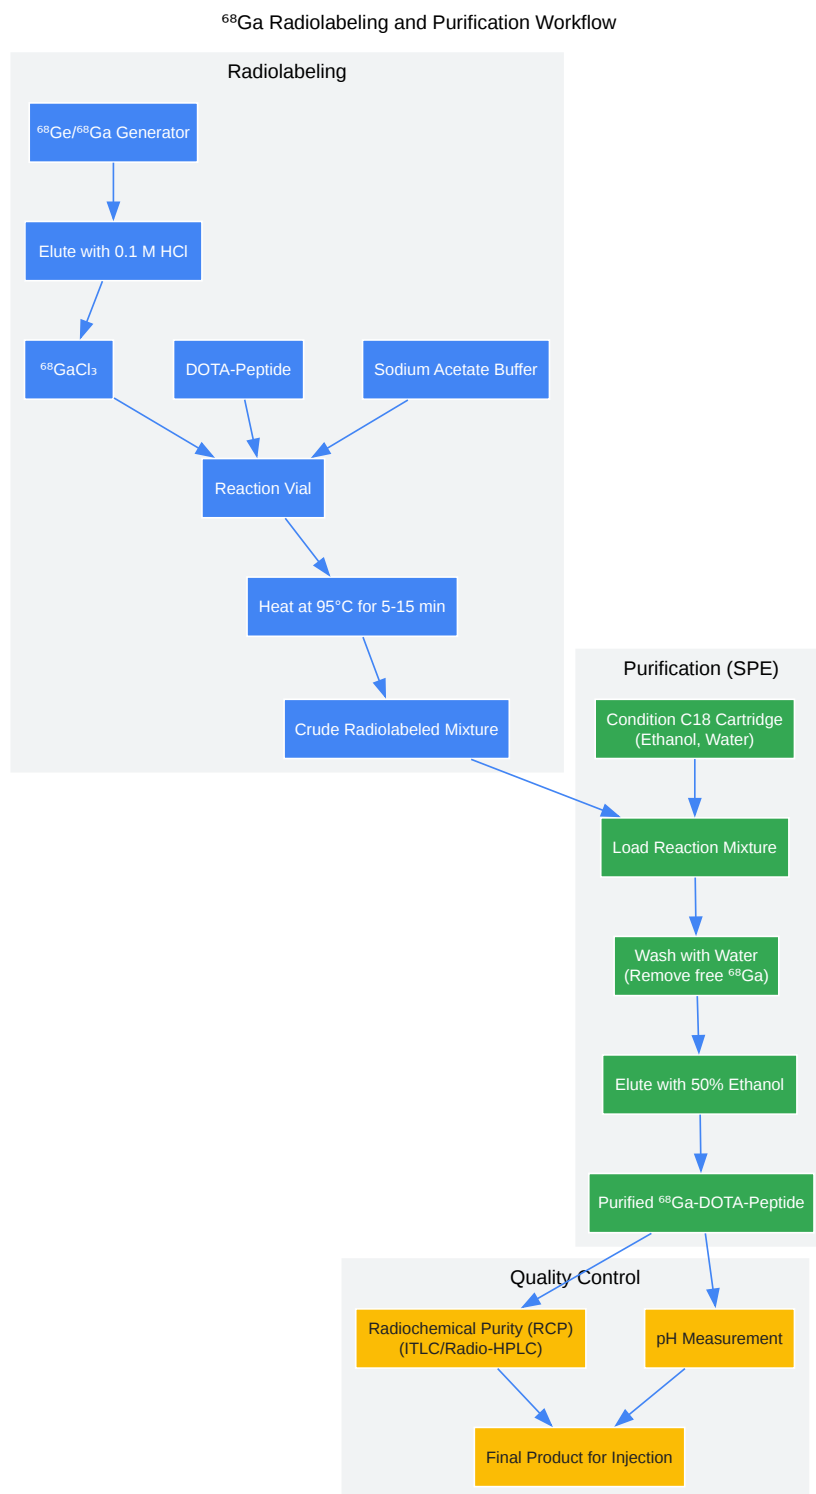 ⁶⁸Ga Radiolabeling and Purification Workflow
Radiolabeling
⁶⁸Ge/⁶⁸Ga Generator
Elute with 0.1 M HCl
⁶⁸GaCl₃
DOTA-Peptide
Sodium Acetate Buffer
Reaction Vial
Heat at 95°C for 5-15 min
Crude Radiolabeled Mixture
Purification (SPE)
Condition C18 Cartridge
(Ethanol, Water)
Load Reaction Mixture
Wash with Water
(Remove free ⁶⁸Ga)
Elute with 50% Ethanol
Purified ⁶⁸Ga-DOTA-Peptide
Quality Control
Radiochemical Purity (RCP)
(ITLC/Radio-HPLC)
pH Measurement
Final Product for Injection